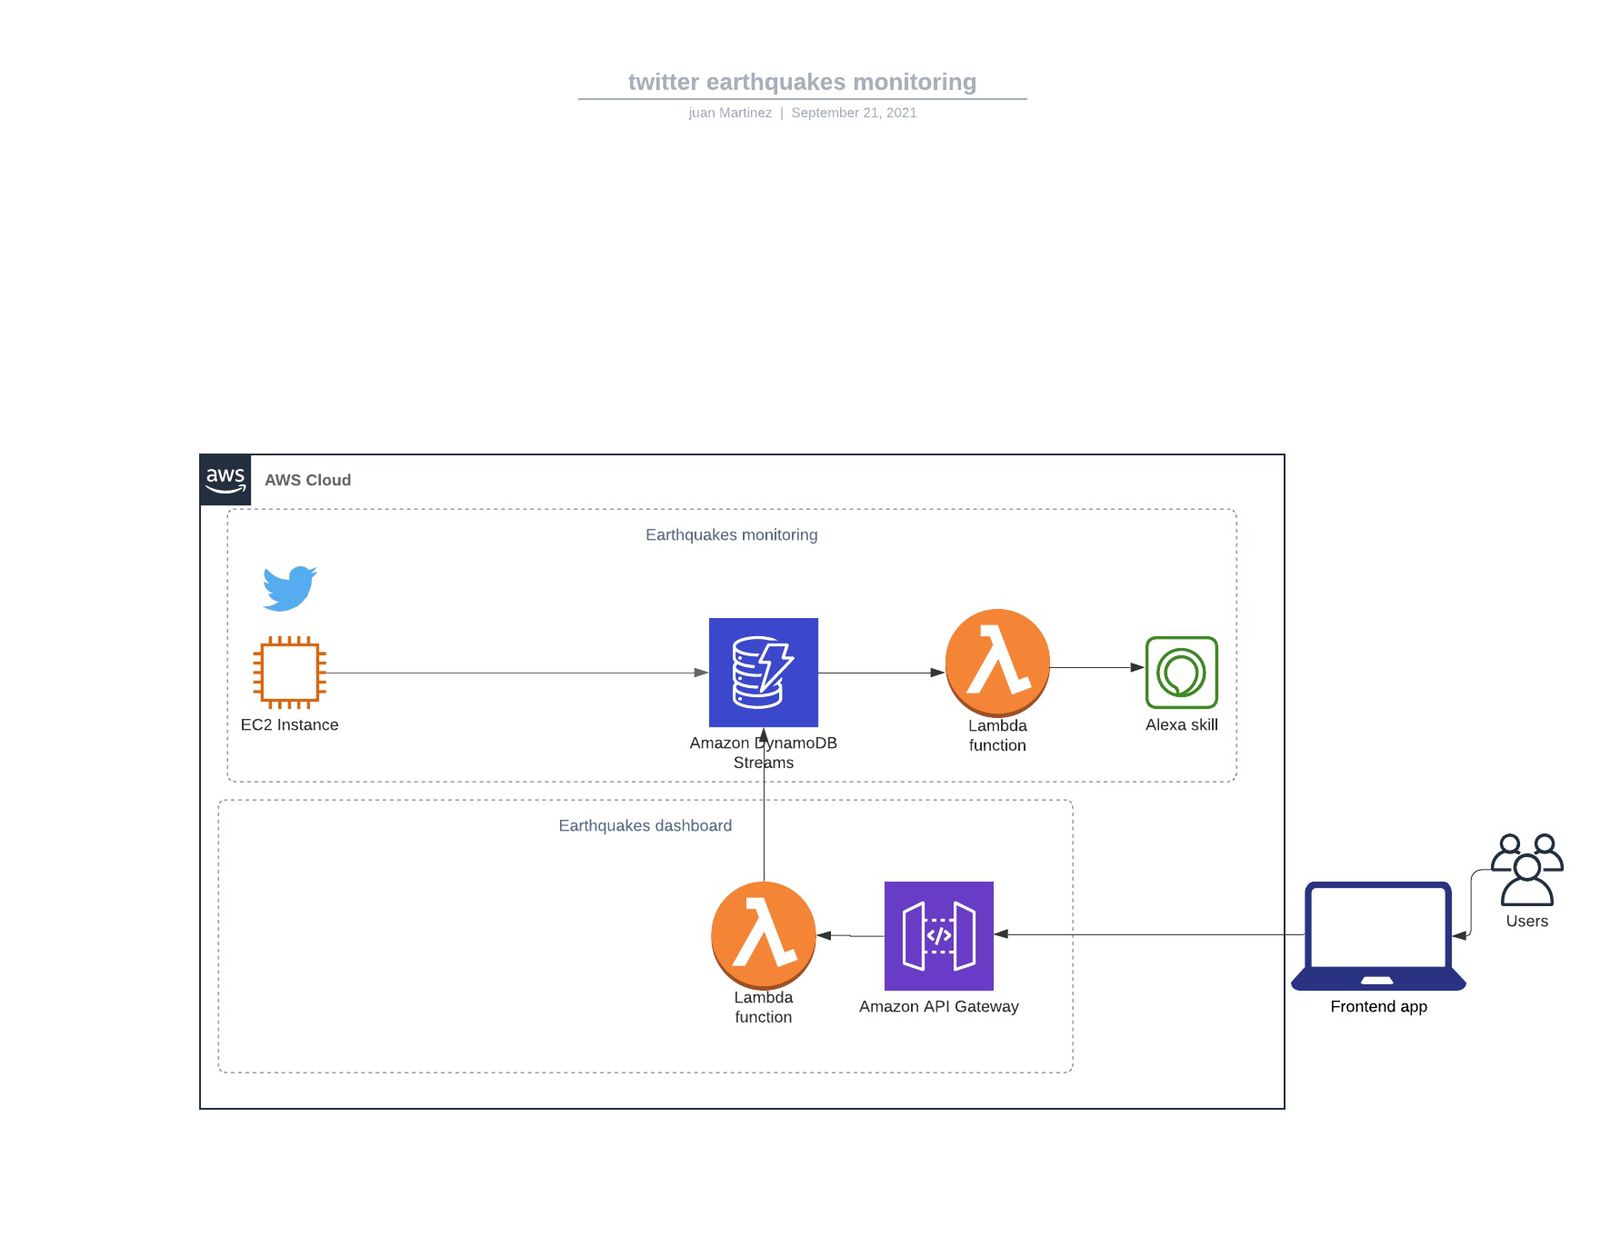 twitter earthquakes monitoring
juan Martinez | September 21, 2021
aws
AWS Cloud
Earthquakes monitoring
EC2 Instance
Amazon DynamoDB
Streams
Lambda
function
Alexa skill
Earthquakes dashboard
Lambda
function
</>
Amazon API Gateway
Frontend app
Users